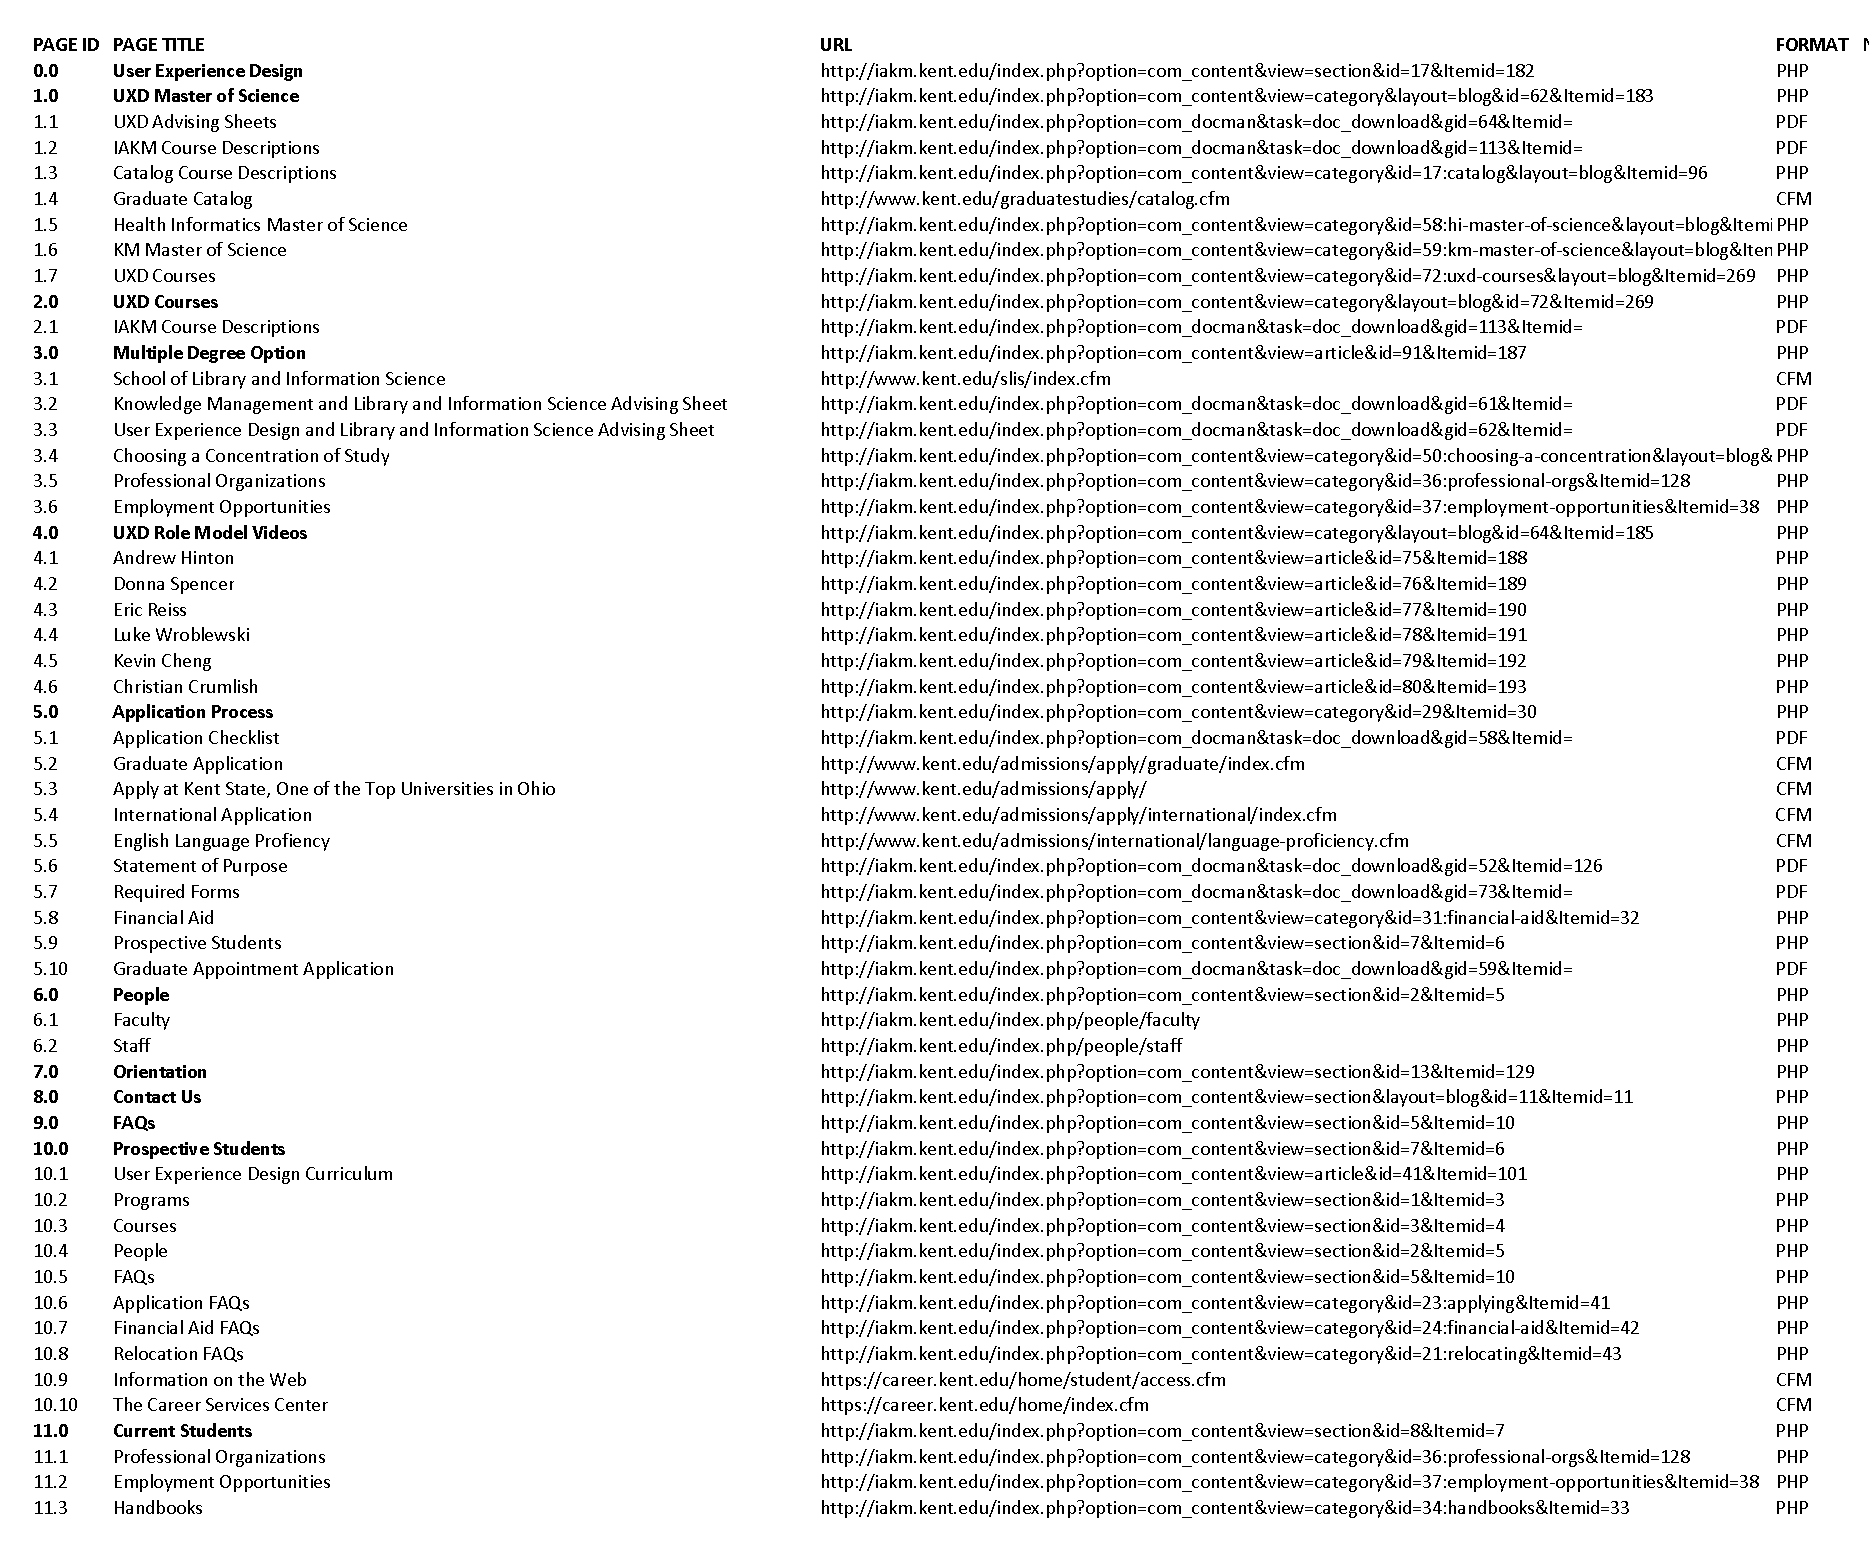 PAGE ID PAGE TITLE URL FORMAT N
0.0 User Experience Design http://iakm.kent.edu/index.php?option=com_content&view=section&id=17&Itemid=182 PHP
1.0 UXD Master of Science http://iakm.kent.edu/index.php?option=com_content&view=category&layout=blog&id=62&Itemid=183 PHP
1.1 UXD Advising Sheets http://iakm.kent.edu/index.php?option=com_docman&task=doc_download&gid=64&Itemid= PDF
1.2 IAKM Course Descriptions http://iakm.kent.edu/index.php?option=com_docman&task=doc_download&gid=113&Itemid= PDF
1.3 Catalog Course Descriptions http://iakm.kent.edu/index.php?option=com_content&view=category&id=17:catalog&layout=blog&Itemid=96 PHP
1.4 Graduate Catalog http://www.kent.edu/graduatestudies/catalog.cfm CFM
1.5 Health Informatics Master of Science http://iakm.kent.edu/index.php?option=com_content&view=category&id=58:hi-master-of-science&layout=blog&Itemi PHP
1.6 KM Master of Science http://iakm.kent.edu/index.php?option=com_content&view=category&id=59:km-master-of-science&layout=blog&Iten PHP
1.7 UXD Courses http://iakm.kent.edu/index.php?option=com_content&view=category&id=72:uxd-courses&layout=blog&Itemid=269 PHP
2.0 UXD Courses http://iakm.kent.edu/index.php?option=com_content&view=category&layout=blog&id=72&Itemid=269 PHP
2.1 IAKM Course Descriptions http://iakm.kent.edu/index.php?option=com_docman&task=doc_download&gid=113&Itemid= PDF
3.0 Multiple Degree Option http://iakm.kent.edu/index.php?option=com_content&view=article&id=91&Itemid=187 PHP
3.1 School of Library and Information Science http://www.kent.edu/slis/index.cfm CFM
3.2 Knowledge Management and Library and Information Science Advising Sheet http://iakm.kent.edu/index.php?option=com_docman&task=doc_download&gid=61&Itemid= PDF
3.3 User Experience Design and Library and Information Science Advising Sheet http://iakm.kent.edu/index.php?option=com_docman&task=doc_download&gid=62&Itemid= PDF
3.4 Choosing a Concentration of Study http://iakm.kent.edu/index.php?option=com_content&view=category&id=50:choosing-a-concentration&layout=blog& PHP
3.5 Professional Organizations http://iakm.kent.edu/index.php?option=com_content&view=category&id=36:professional-orgs&Itemid=128 PHP
3.6 Employment Opportunities http://iakm.kent.edu/index.php?option=com_content&view=category&id=37:employment-opportunities&Itemid=38 PHP
4.0 UXD Role Model Videos http://iakm.kent.edu/index.php?option=com_content&view=category&layout=blog&id=64&Itemid=185 PHP
4.1 Andrew Hinton http://iakm.kent.edu/index.php?option=com_content&view=article&id=75&Itemid=188 PHP
4.2 Donna Spencer http://iakm.kent.edu/index.php?option=com_content&view=article&id=76&Itemid=189 PHP
4.3 Eric Reiss http://iakm.kent.edu/index.php?option=com_content&view=article&id=77&Itemid=190 PHP
4.4 Luke Wroblewski http://iakm.kent.edu/index.php?option=com_content&view=article&id=78&Itemid=191 PHP
4.5 Kevin Cheng http://iakm.kent.edu/index.php?option=com_content&view=article&id=79&Itemid=192 PHP
4.6 Christian Crumlish http://iakm.kent.edu/index.php?option=com_content&view=article&id=80&Itemid=193 PHP
5.0 Application Process http://iakm.kent.edu/index.php?option=com_content&view=category&id=29&Itemid=30 PHP
5.1 Application Checklist http://iakm.kent.edu/index.php?option=com_docman&task=doc_download&gid=58&Itemid= PDF
5.2 Graduate Application http://www.kent.edu/admissions/apply/graduate/index.cfm CFM
5.3 Apply at Kent State, One of the Top Universities in Ohio http://www.kent.edu/admissions/apply/ CFM
5.4 International Application http://www.kent.edu/admissions/apply/international/index.cfm CFM
5.5 English Language Profiency http://www.kent.edu/admissions/international/language-proficiency.cfm CFM
5.6 Statement of Purpose http://iakm.kent.edu/index.php?option=com_docman&task=doc_download&gid=52&Itemid=126 PDF
5.7 Required Forms http://iakm.kent.edu/index.php?option=com_docman&task=doc_download&gid=73&Itemid= PDF
5.8 Financial Aid http://iakm.kent.edu/index.php?option=com_content&view=category&id=31:financial-aid&Itemid=32 PHP
5.9 Prospective Students http://iakm.kent.edu/index.php?option=com_content&view=section&id=7&Itemid=6 PHP
5.10 Graduate Appointment Application http://iakm.kent.edu/index.php?option=com_docman&task=doc_download&gid=59&Itemid= PDF
6.0 People http://iakm.kent.edu/index.php?option=com_content&view=section&id=2&Itemid=5 PHP
6.1 Faculty http://iakm.kent.edu/index.php/people/faculty PHP
6.2 Staff http://iakm.kent.edu/index.php/people/staff PHP
7.0 Orientation http://iakm.kent.edu/index.php?option=com_content&view=section&id=13&Itemid=129 PHP
8.0 Contact Us http://iakm.kent.edu/index.php?option=com_content&view=section&layout=blog&id=11&Itemid=11 PHP
9.0 FAQs http://iakm.kent.edu/index.php?option=com_content&view=section&id=5&Itemid=10 PHP
10.0 Prospective Students http://iakm.kent.edu/index.php?option=com_content&view=section&id=7&Itemid=6 PHP
10.1 User Experience Design Curriculum http://iakm.kent.edu/index.php?option=com_content&view=article&id=41&Itemid=101 PHP
10.2 Programs http://iakm.kent.edu/index.php?option=com_content&view=section&id=1&Itemid=3 PHP
10.3 Courses http://iakm.kent.edu/index.php?option=com_content&view=section&id=3&Itemid=4 PHP
10.4 People http://iakm.kent.edu/index.php?option=com_content&view=section&id=2&Itemid=5 PHP
10.5 FAQs http://iakm.kent.edu/index.php?option=com_content&view=section&id=5&Itemid=10 PHP
10.6 Application FAQs http://iakm.kent.edu/index.php?option=com_content&view=category&id=23:applying&Itemid=41 PHP
10.7 Financial Aid FAQs http://iakm.kent.edu/index.php?option=com_content&view=category&id=24:financial-aid&Itemid=42 PHP
10.8 Relocation FAQs http://iakm.kent.edu/index.php?option=com_content&view=category&id=21:relocating&Itemid=43 PHP
10.9 Information on the Web https://career.kent.edu/home/student/access.cfm CFM
10.10 The Career Services Center https://career.kent.edu/home/index.cfm CFM
11.0 Current Students http://iakm.kent.edu/index.php?option=com_content&view=section&id=8&Itemid=7 PHP
11.1 Professional Organizations http://iakm.kent.edu/index.php?option=com_content&view=category&id=36:professional-orgs&Itemid=128 PHP
11.2 Employment Opportunities http://iakm.kent.edu/index.php?option=com_content&view=category&id=37:employment-opportunities&Itemid=38 PHP
11.3 Handbooks http://iakm.kent.edu/index.php?option=com_content&view=category&id=34:handbooks&Itemid=33 PHP